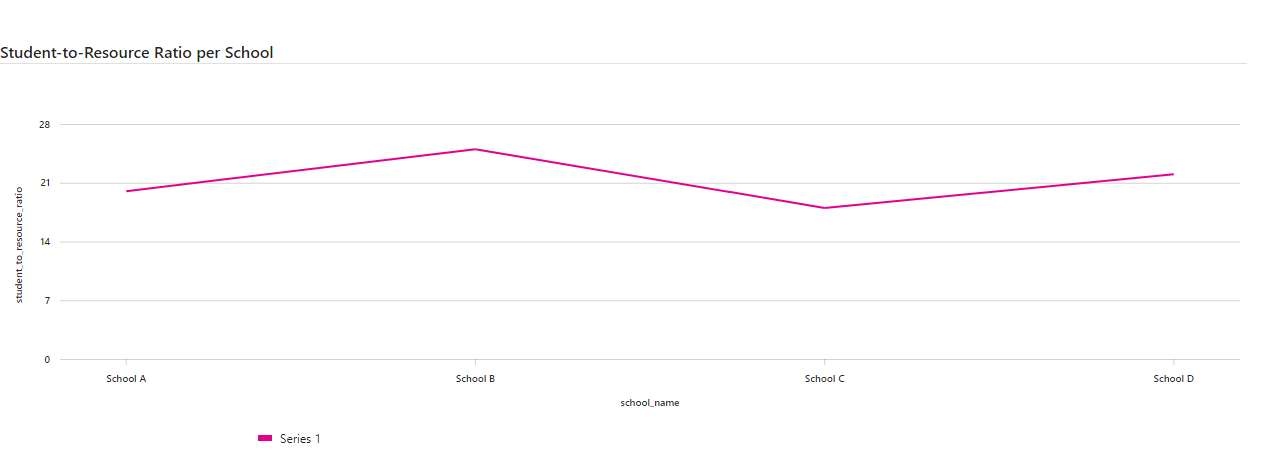 Student-to-Resource Ratio per School
28
21
14
7
0
student_to_resource_ratio
School A
School B
School C
School D
school_name
Series 1